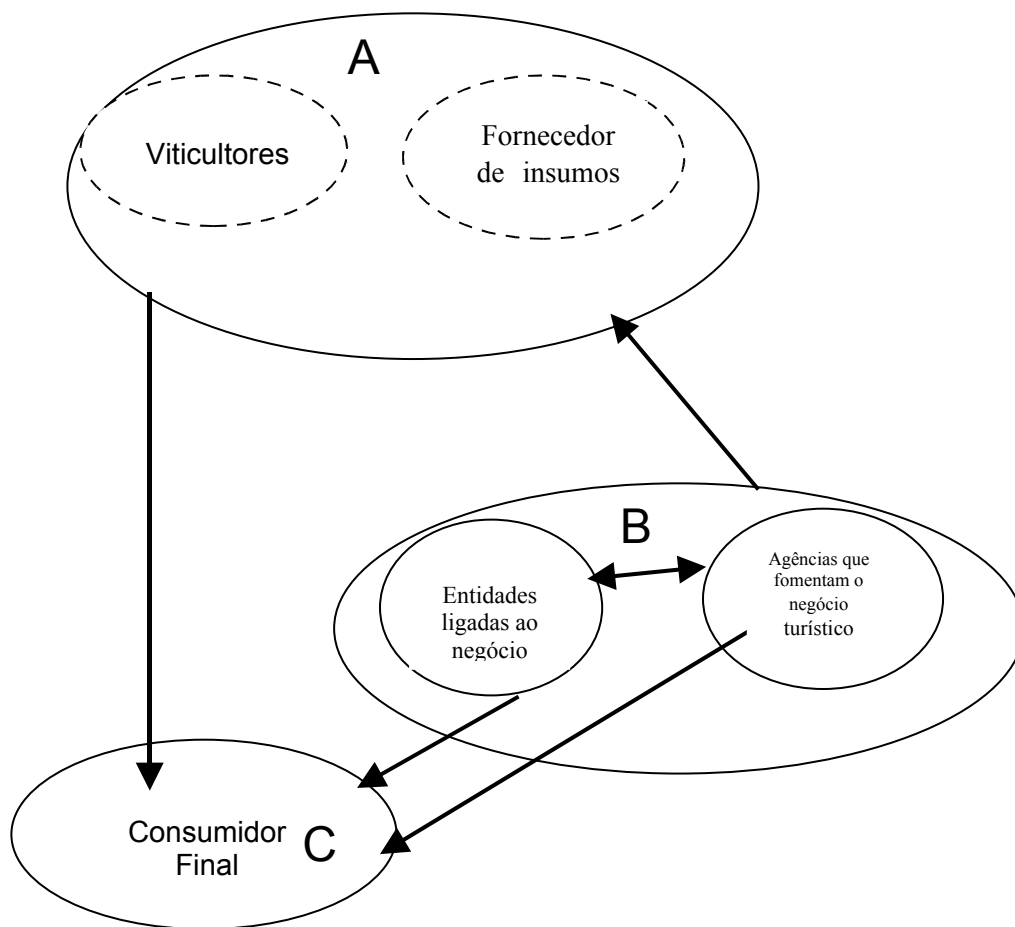 A
Viticultores
Fornecedor
de insumos
B
Entidades
ligadas ao
negócio
Agências que
fomentam o
negócio
turístico
Consumidor
Final
C